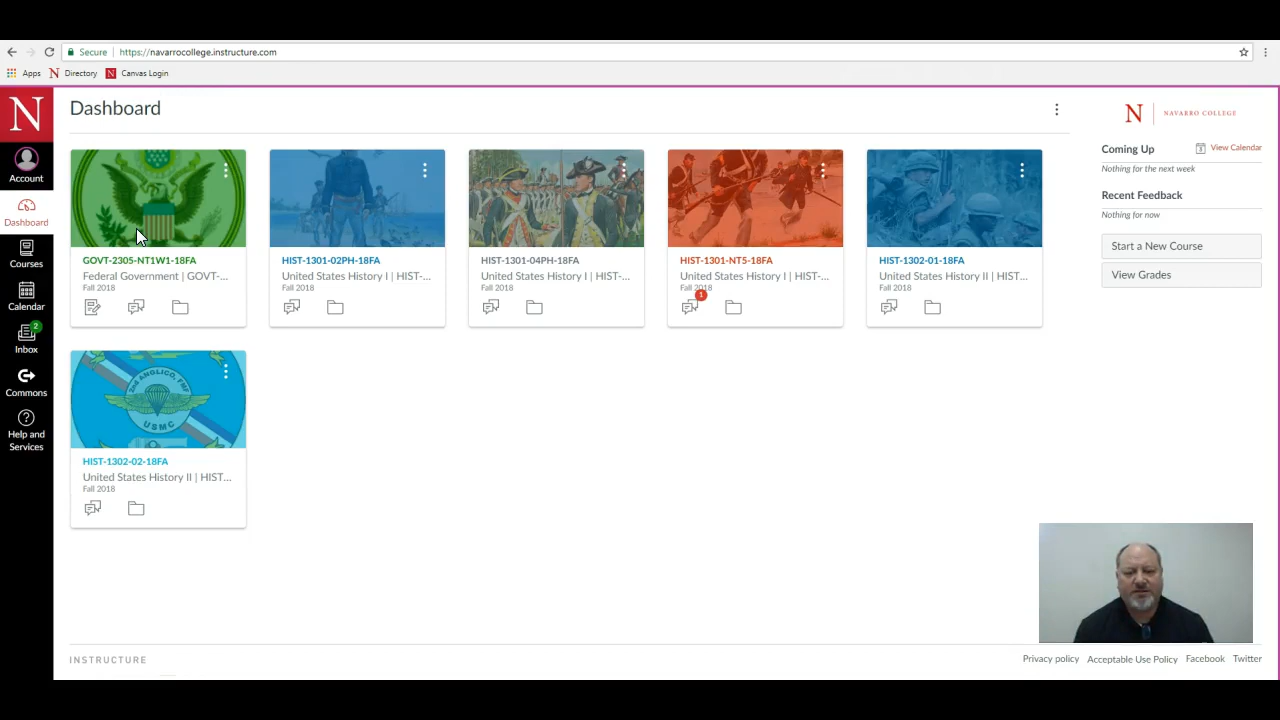 Secure
https://navarrocollege.instructure.com
Apps
N Directory
N Canvas Login
N
Account
Dashboard
Courses
Calendar
2
Inbox
Commons
Help and
Services
Dashboard
GOVT-2305-NT1W1-18FA
Federal Government | GOVT-...
Fall 2018
HIST-1301-02PH-18FA
United States History I | HIST-...
Fall 2018
HIST-1301-04PH-18FA
United States History I | HIST-...
Fall 2018
HIST-1301-NT5-18FA
United States History I | HIST-...
Fall 2018
1
HIST-1302-01-18FA
United States History II | HIST...
Fall 2018
2nd ANGLICO, FMF
USMC
HIST-1302-02-18FA
United States History II | HIST...
Fall 2018
N NAVARRO COLLEGE
Coming Up
View Calendar
Nothing for the next week
Recent Feedback
Nothing for now
Start a New Course
View Grades
INSTRUCTURE
Privacy policy Acceptable Use Policy Facebook Twitter